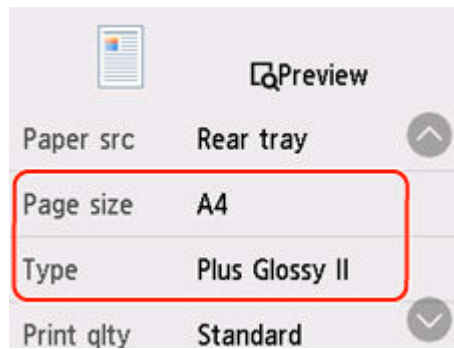 Preview
Paper src Rear tray
Page size A4
Type Plus Glossy II
Print qlty Standard